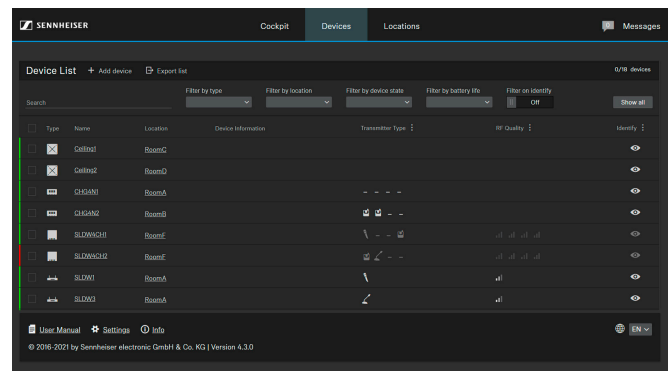 SENNHEISER Cockpit Devices Locations 0 Messages
Device List + Add device Export list 0/18 devices
Filter by type Filter by location Filter by device state Filter by battery life Filter on identify
Search Off Show all
Type Name Location Device Information Transmitter Type RF Quality Identify
Ceiling1 RoomC
Ceiling2 RoomD
CHG4N1 RoomA – – – –
CHG4N2 RoomB – –
SLDW4CH1 RoomF – –
SLDW4CH2 RoomF – –
SLDW1 RoomA
SLDW3 RoomA
User Manual Settings Info EN
© 2016-2021 by Sennheiser electronic GmbH & Co. KG | Version 4.3.0